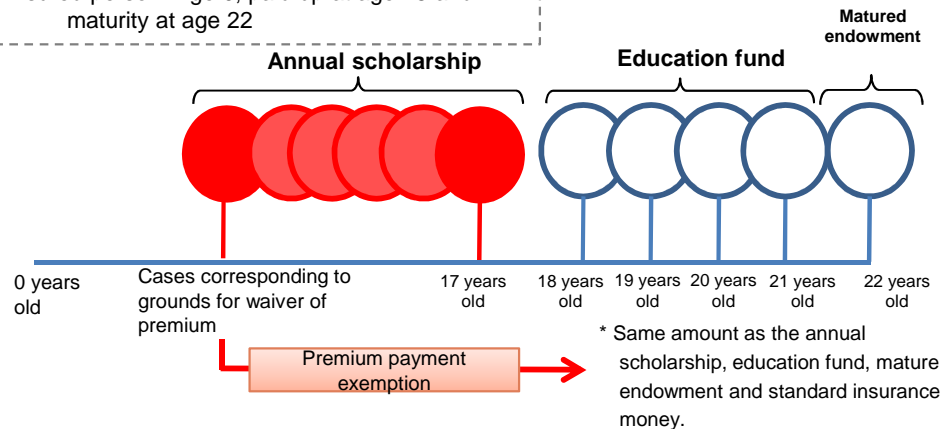 maturity at age 22
Matured
endowment
Annual scholarship
Education fund
0 years
old
Cases corresponding to
grounds for waiver of
premium
17 years
old
18 years
old
19 years
old
20 years
old
21 years
old
22 years
old
Premium payment
exemption
* Same amount as the annual
scholarship, education fund, mature
endowment and standard insurance
money.